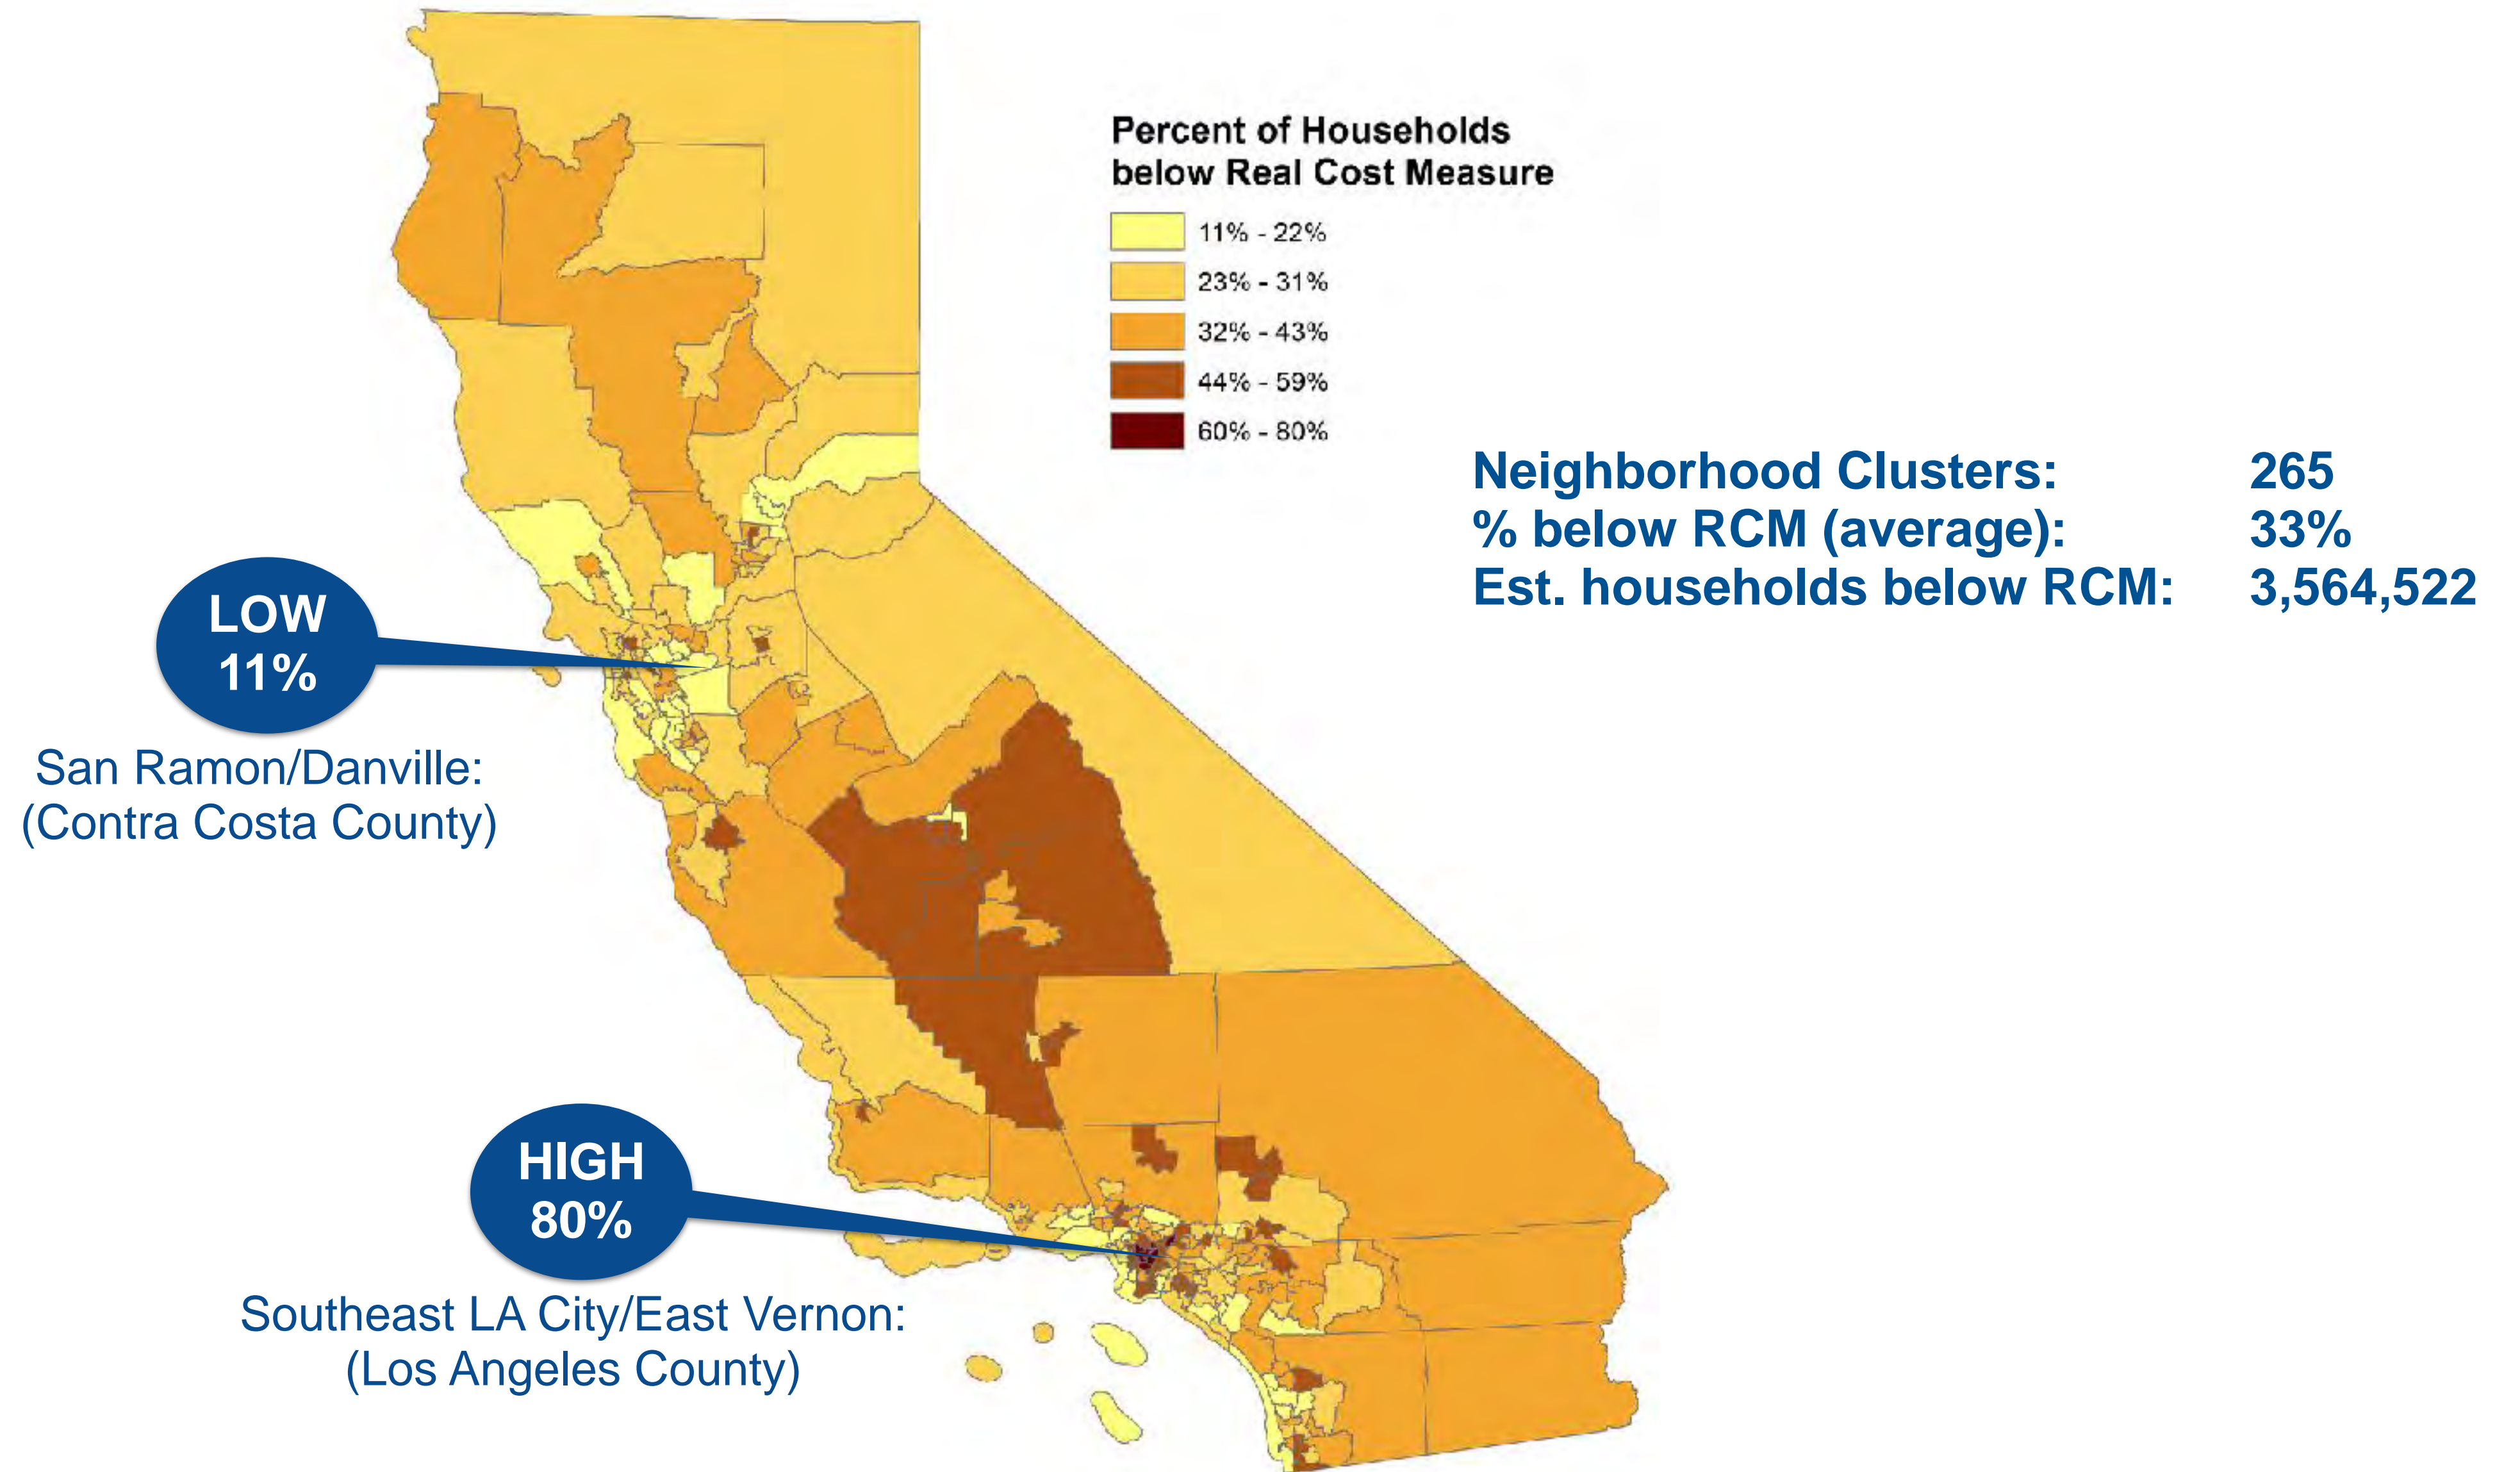 Percent of Households
below Real Cost Measure
11% - 22%
23% - 31%
32% - 43%
44% - 59%
60% - 80%
Neighborhood Clusters: 265
% below RCM (average): 33%
Est. households below RCM: 3,564,522
LOW
11%
San Ramon/Danville:
(Contra Costa County)
HIGH
80%
Southeast LA City/East Vernon:
(Los Angeles County)